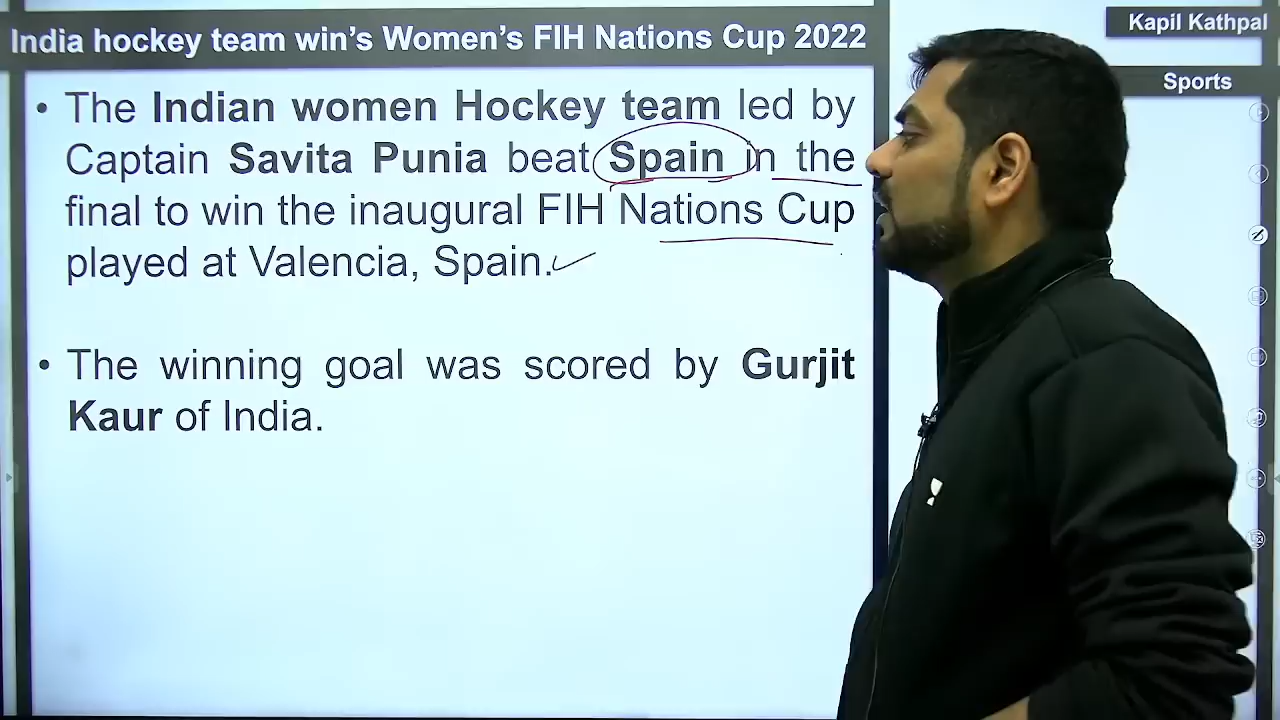 India hockey team win’s Women’s FIH Nations Cup 2022
Kapil Kathpal
Sports
• The Indian women Hockey team led by
Captain Savita Punia beat Spain in the
final to win the inaugural FIH Nations Cup
played at Valencia, Spain.
• The winning goal was scored by Gurjit
Kaur of India.